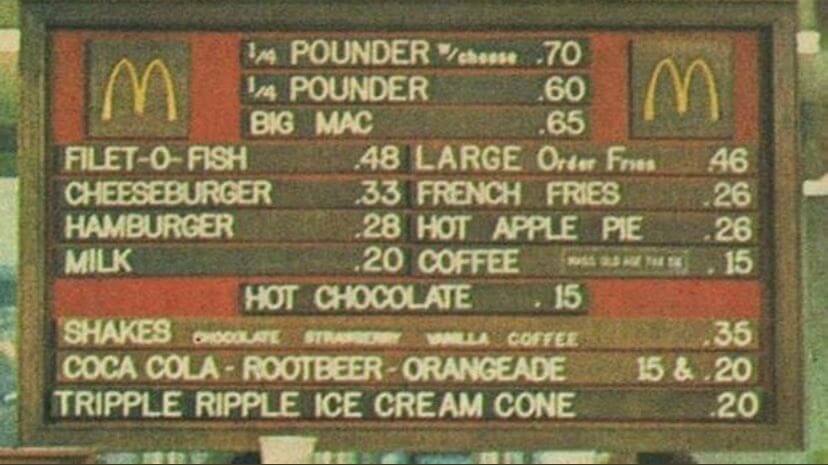 1/4 POUNDER w/cheese .70
1/4 POUNDER .60
BIG MAC .65
FILET-O-FISH .48 LARGE Order Fries .46
CHEESEBURGER .33 FRENCH FRIES .26
HAMBURGER .28 HOT APPLE PIE .26
MILK .20 COFFEE .15
HOT CHOCOLATE .15
SHAKES CHOCOLATE STRAWBERRY VANILLA COFFEE .35
COCA COLA - ROOTBEER - ORANGEADE 15 & .20
TRIPPLE RIPPLE ICE CREAM CONE .20